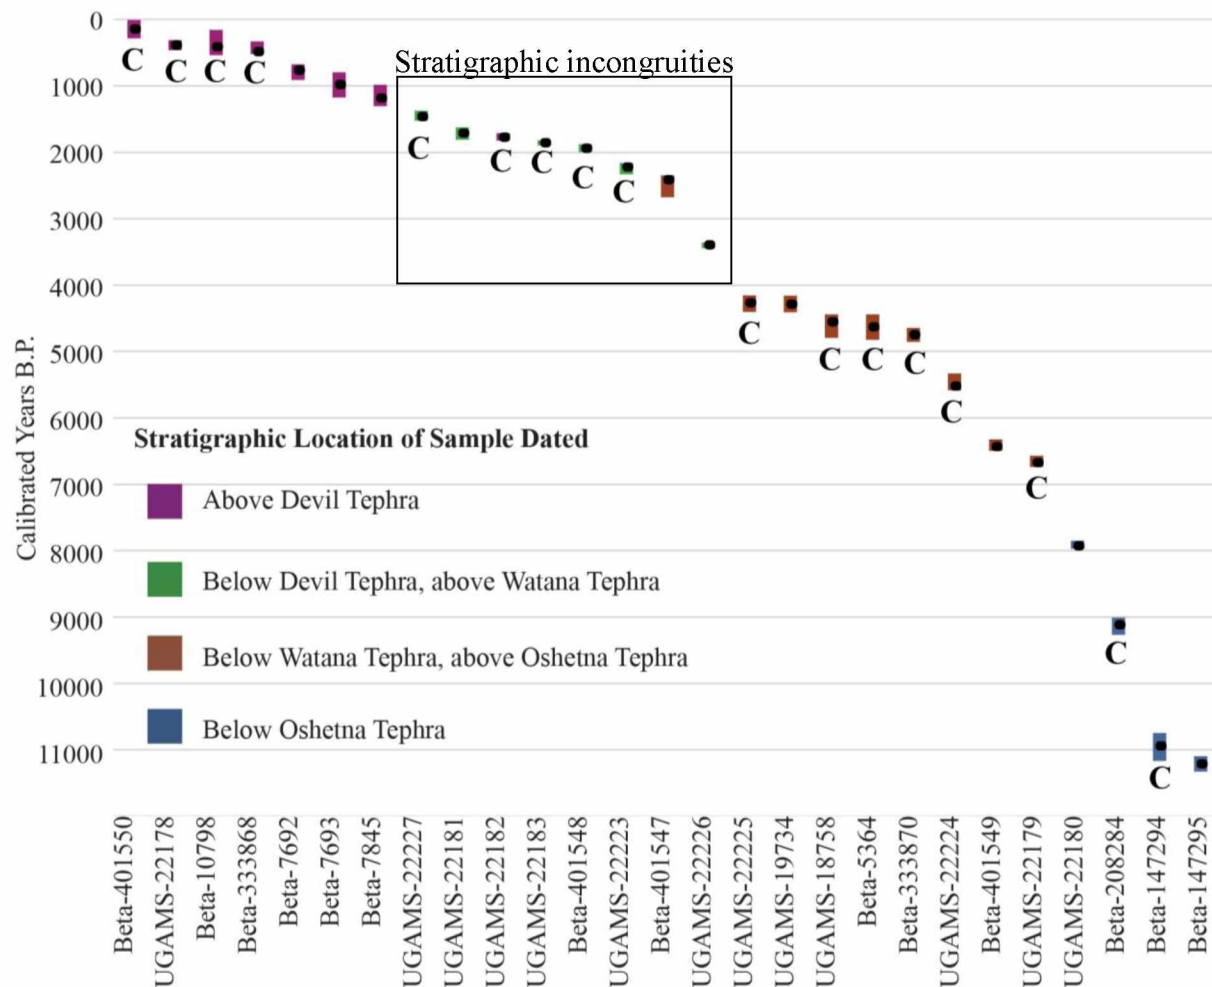 0
Stratigraphic incongruities
C C C C
1000
2000
C C C C C C
3000
4000
5000
C C C C C
6000
C
Stratigraphic Location of Sample Dated
7000
C
Above Devil Tephra
8000
Below Devil Tephra, above Watana Tephra
9000
C
Below Watana Tephra, above Oshetna Tephra
10000
Below Oshetna Tephra
11000
C
Calibrated Years B.P.
Beta-401550
UGAMS-22178
Beta-10798
Beta-333868
Beta-7692
Beta-7693
Beta-7845
UGAMS-22227
UGAMS-22181
UGAMS-22182
UGAMS-22183
Beta-401548
UGAMS-22223
Beta-401547
UGAMS-22226
UGAMS-22225
UGAMS-19734
UGAMS-18758
Beta-5364
Beta-333870
UGAMS-22224
Beta-401549
UGAMS-22179
UGAMS-22180
Beta-208284
Beta-147294
Beta-147295